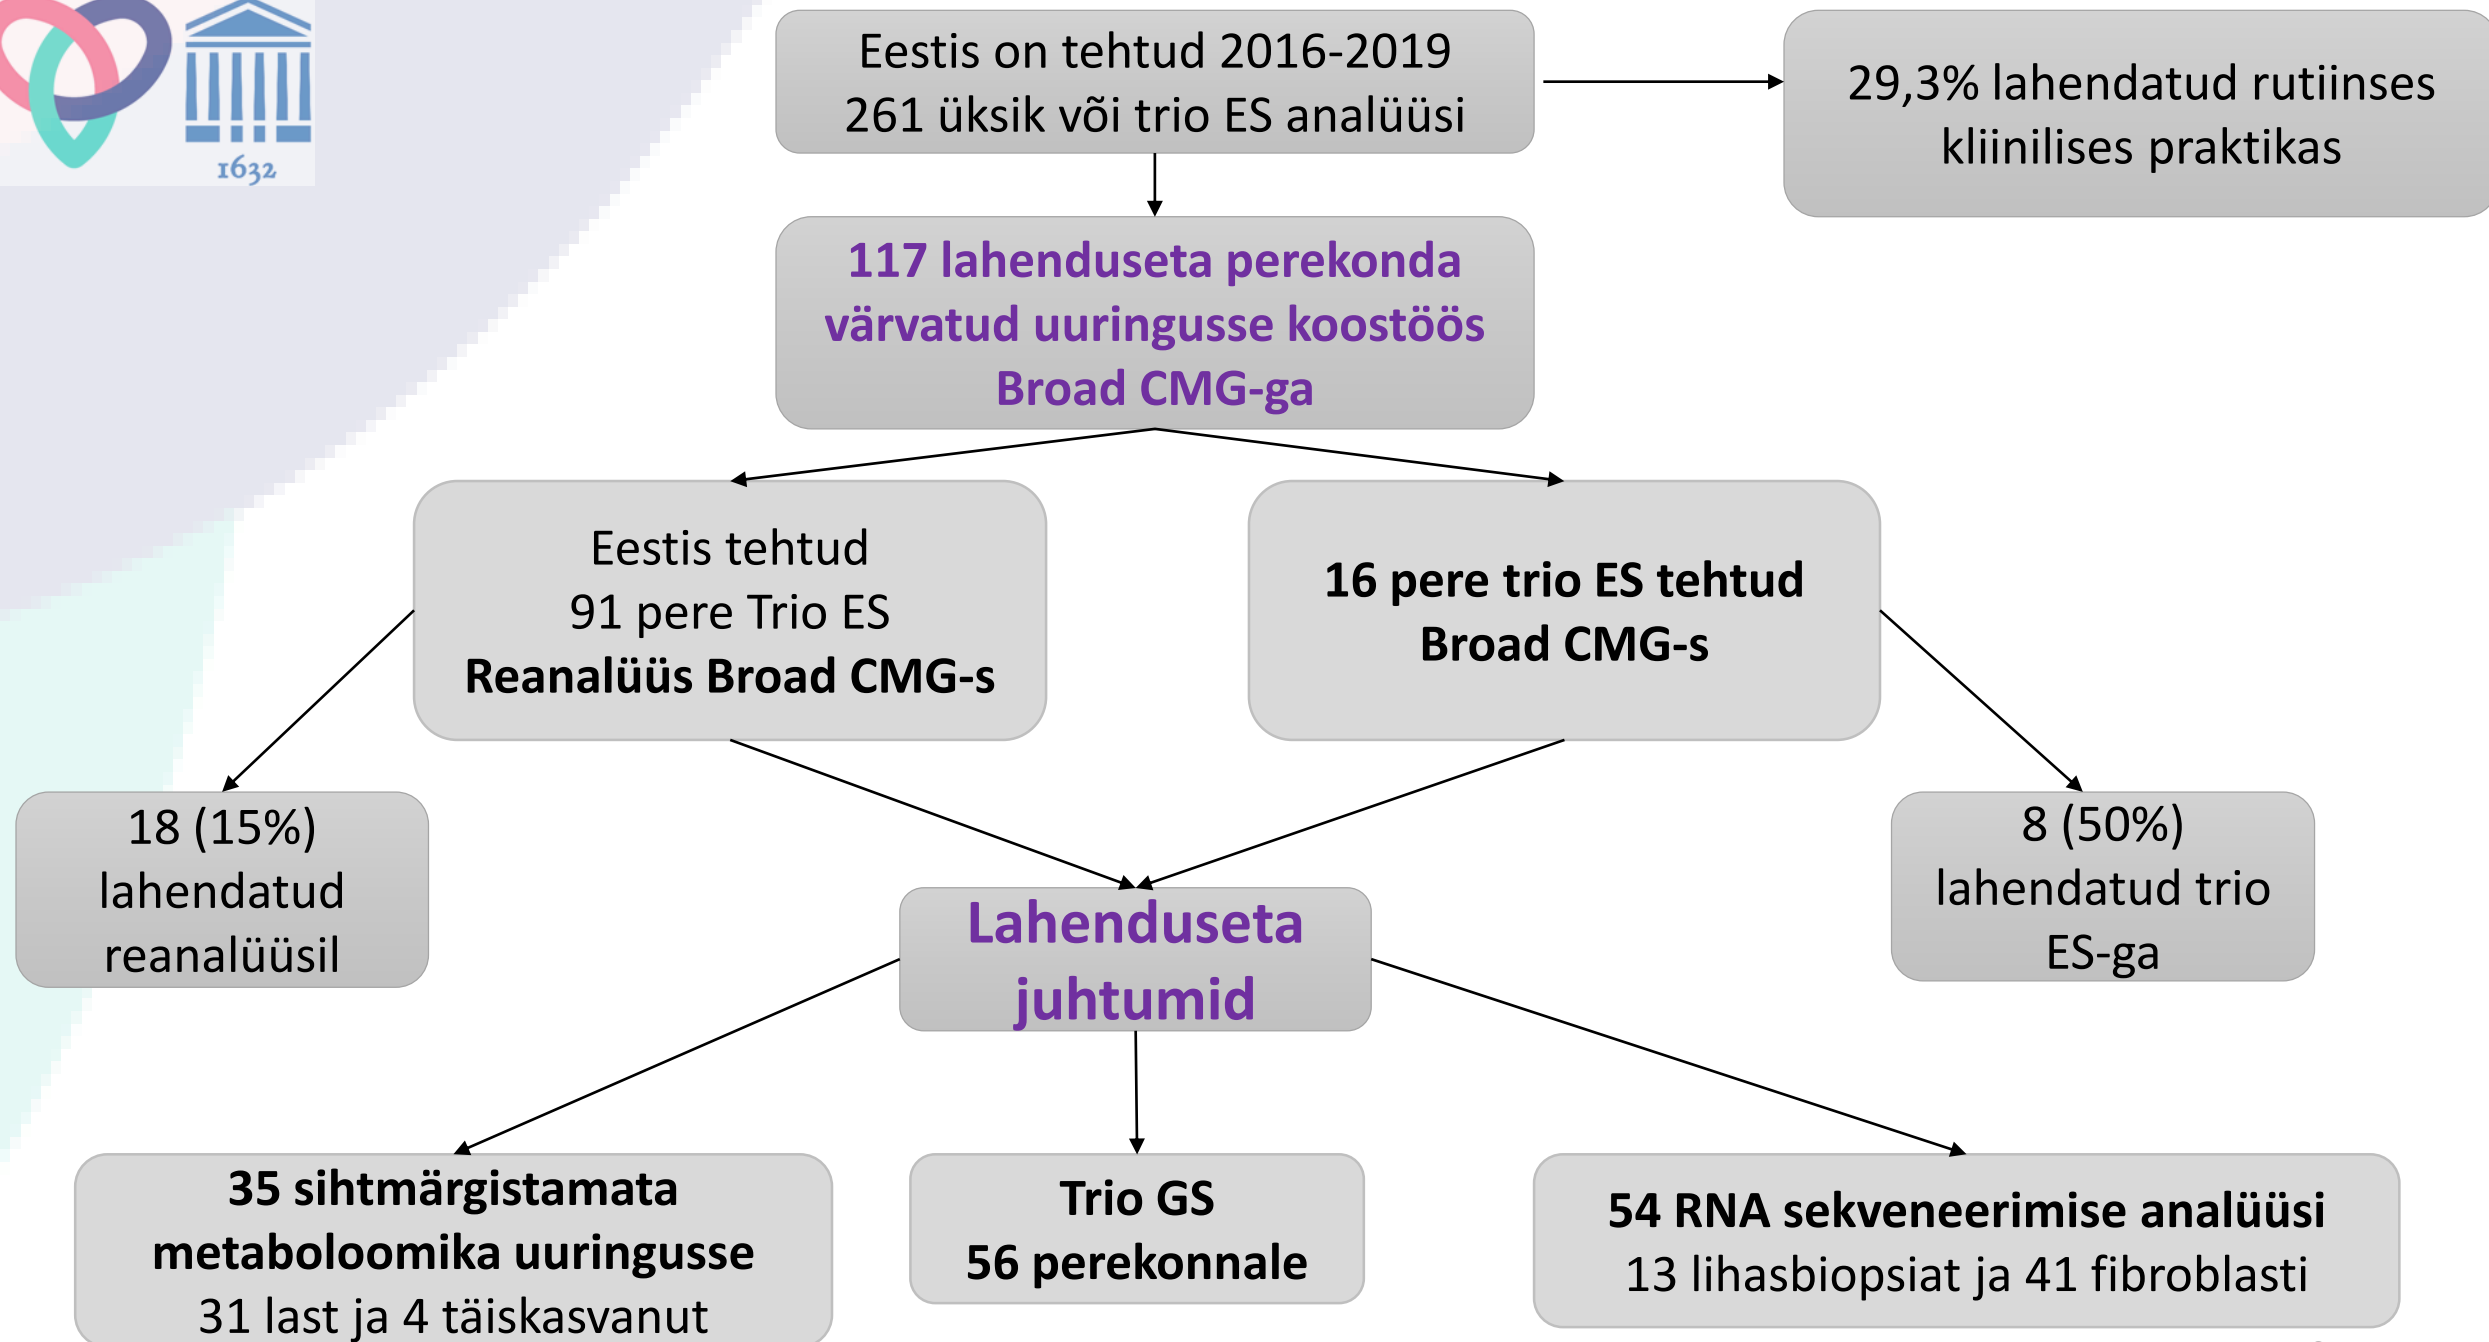 1632
Eestis on tehtud 2016-2019
261 üksik või trio ES analüüsi
29,3% lahendatud rutiinses
kliinilises praktikas
117 lahenduseta perekonda
värvatud uuringusse koostöös
Broad CMG-ga
Eestis tehtud
91 pere Trio ES
Reanalüüs Broad CMG-s
16 pere trio ES tehtud
Broad CMG-s
18 (15%)
lahendatud
reanalüüsil
8 (50%)
lahendatud trio
ES-ga
Lahenduseta
juhtumid
35 sihtmärgistamata
metaboloomika uuringusse
31 last ja 4 täiskasvanut
Trio GS
56 perekonnale
54 RNA sekveneerimise analüüsi
13 lihasbiopsiat ja 41 fibroblasti